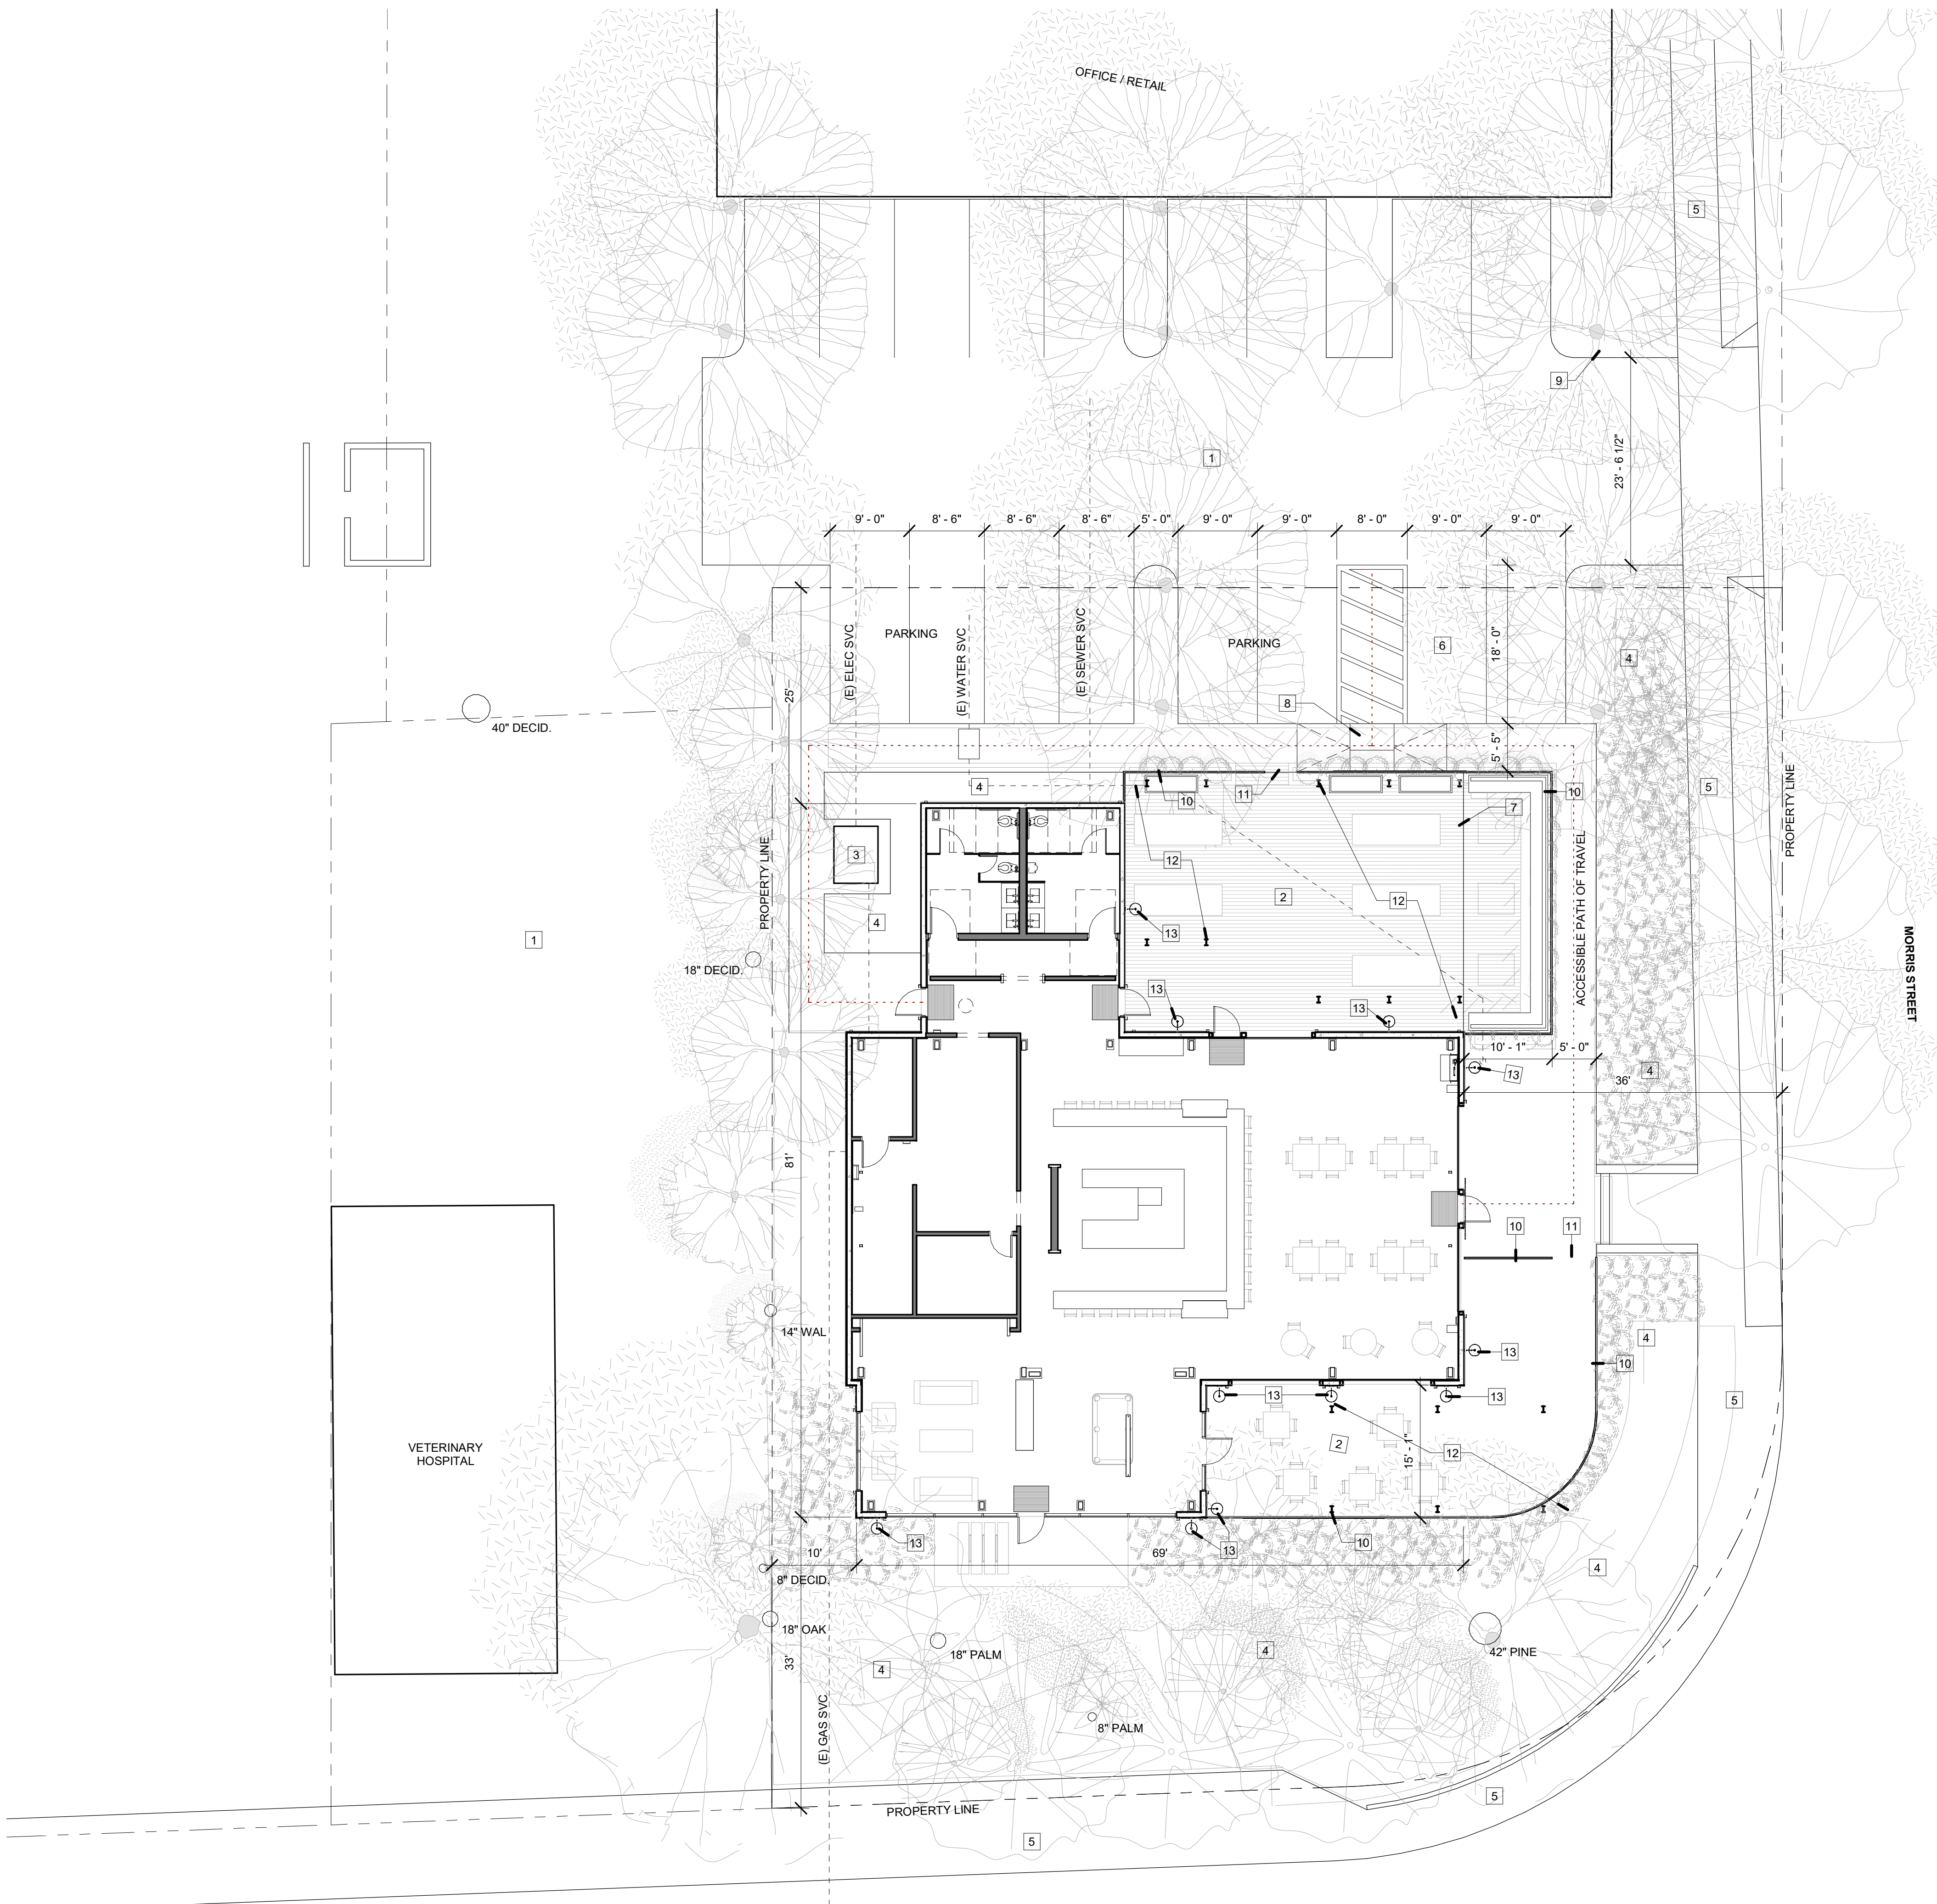 OFFICE / RETAIL
5
9
23' - 6 1/2"
1
9' - 0"
8' - 6"
8' - 6"
8' - 6"
5' - 0"
9' - 0"
9' - 0"
8' - 0"
9' - 0"
9' - 0"
(E) ELEC SVC
PARKING
(E) WATER SVC
(E) SEWER SVC
PARKING
6
18' - 0"
4
25'
40" DECID.
8
5' - 5"
4
10
11
10
7
5
PROPERTY LINE
3
12
PROPERTY LINE
2
12
ACCESSIBLE PATH OF TRAVEL
4
13
1
18" DECID.
13
13
MORRIS STREET
10' - 1"
5' - 0"
13
4
36'
81'
10
11
14" WAL
13
4
10
13
13
5
VETERINARY
HOSPITAL
2
15' - 1"
12
13
13
10
10'
69'
8" DECID.
4
18" OAK
18" PALM
4
42" PINE
33'
4
(E) GAS SVC
8" PALM
PROPERTY LINE
5
5